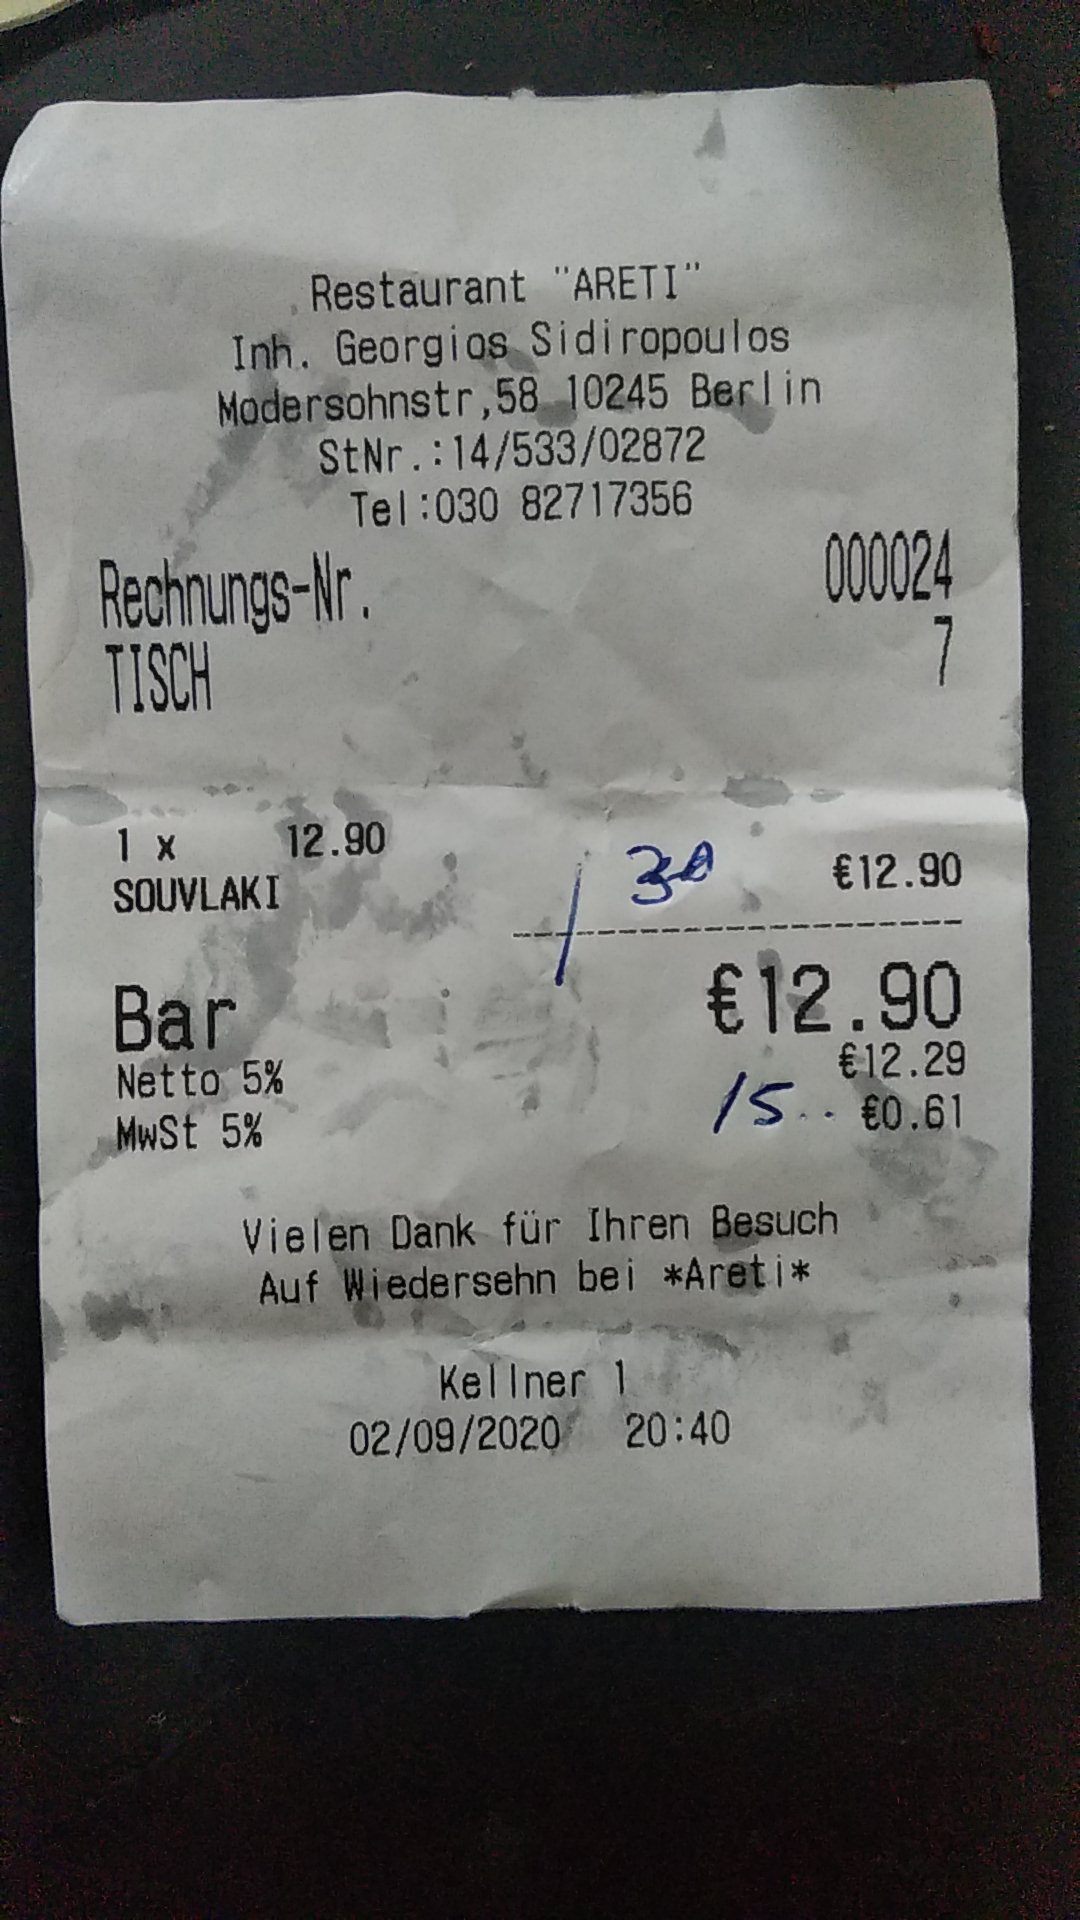 Restaurant "ARETI"
Inh. Georgios Sidiropoulos
Modersohnstr,58 10245 Berlin
StNr.:14/533/02872
Tel:030 82717356
Rechnungs-Nr. 000024
TISCH 7
1 x 12.90
SOUVLAKI €12.90
Bar €12.90
Netto 5% €12.29
MwSt 5% 15.. €0.61
Vielen Dank für Ihren Besuch
Auf Wiedersehn bei *Areti*
Kellner 1
02/09/2020 20:40